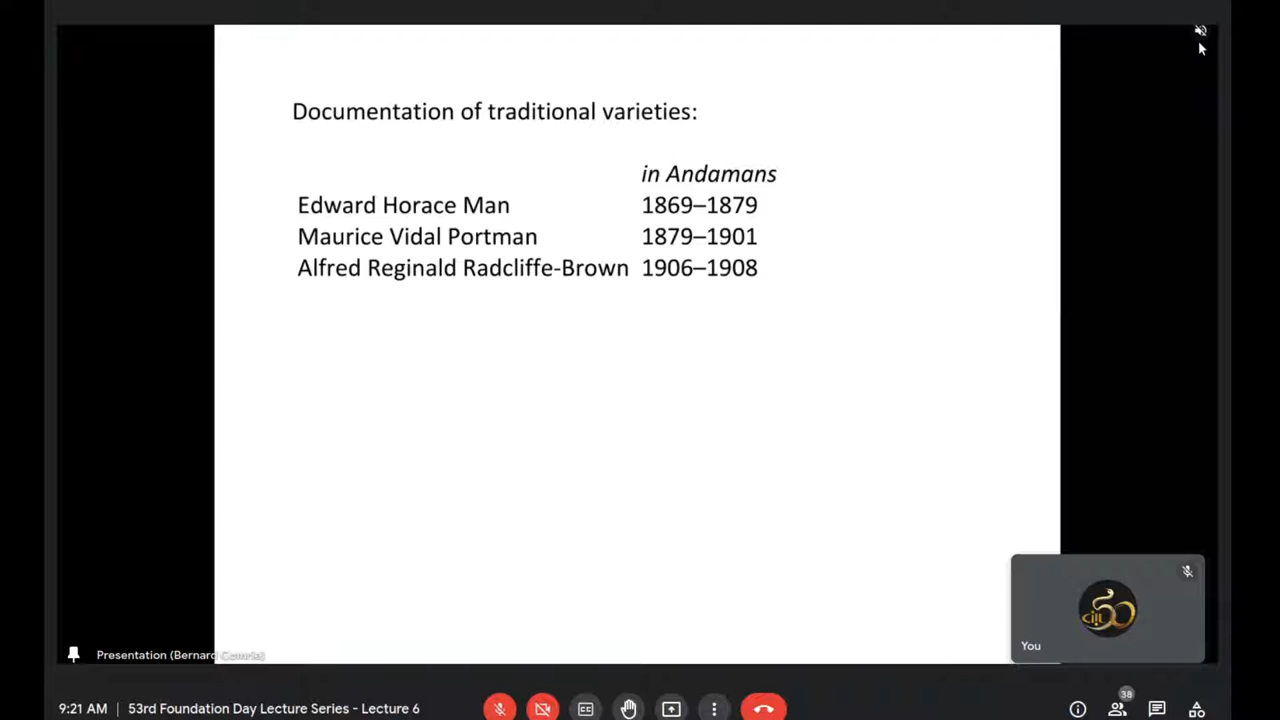 Documentation of traditional varieties:
in Andamans
Edward Horace Man 1869–1879
Maurice Vidal Portman 1879–1901
Alfred Reginald Radcliffe-Brown 1906–1908
You
Presentation (Bernard Comrie)
38
9:21 AM | 53rd Foundation Day Lecture Series - Lecture 6